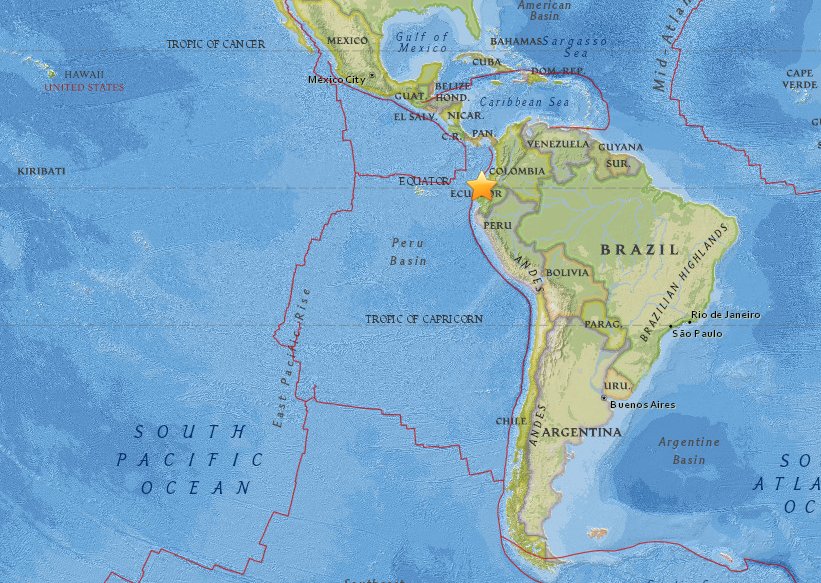 American
Basin
TROPIC OF CANCER
MEXICO
Gulf of
Mexico
BAHAMAS
Sargasso
Sea
Mid-Atlan
HAWAII
UNITED STATES
Mexico City
CUBA
DOM. REP.
CAPE
VERDE
BELIZE
GUAT.
HOND.
Caribbean Sea
EL SALV.
NICAR.
C.R.
PAN.
VENEZUELA
GUYANA
SUR.
KIRIBATI
COLOMBIA
EQUATOR
ECUADOR
PERU
Peru
Basin
BRAZIL
ANDES
BOLIVIA
BRAZILIAN HIGHLANDS
East Pacific Rise
TROPIC OF CAPRICORN
PARAG.
Rio de Janeiro
São Paulo
URU.
Buenos Aires
CHILE
ANDES
ARGENTINA
SOUTH
PACIFIC
OCEAN
Argentine
Basin
SO
ATLA
OC